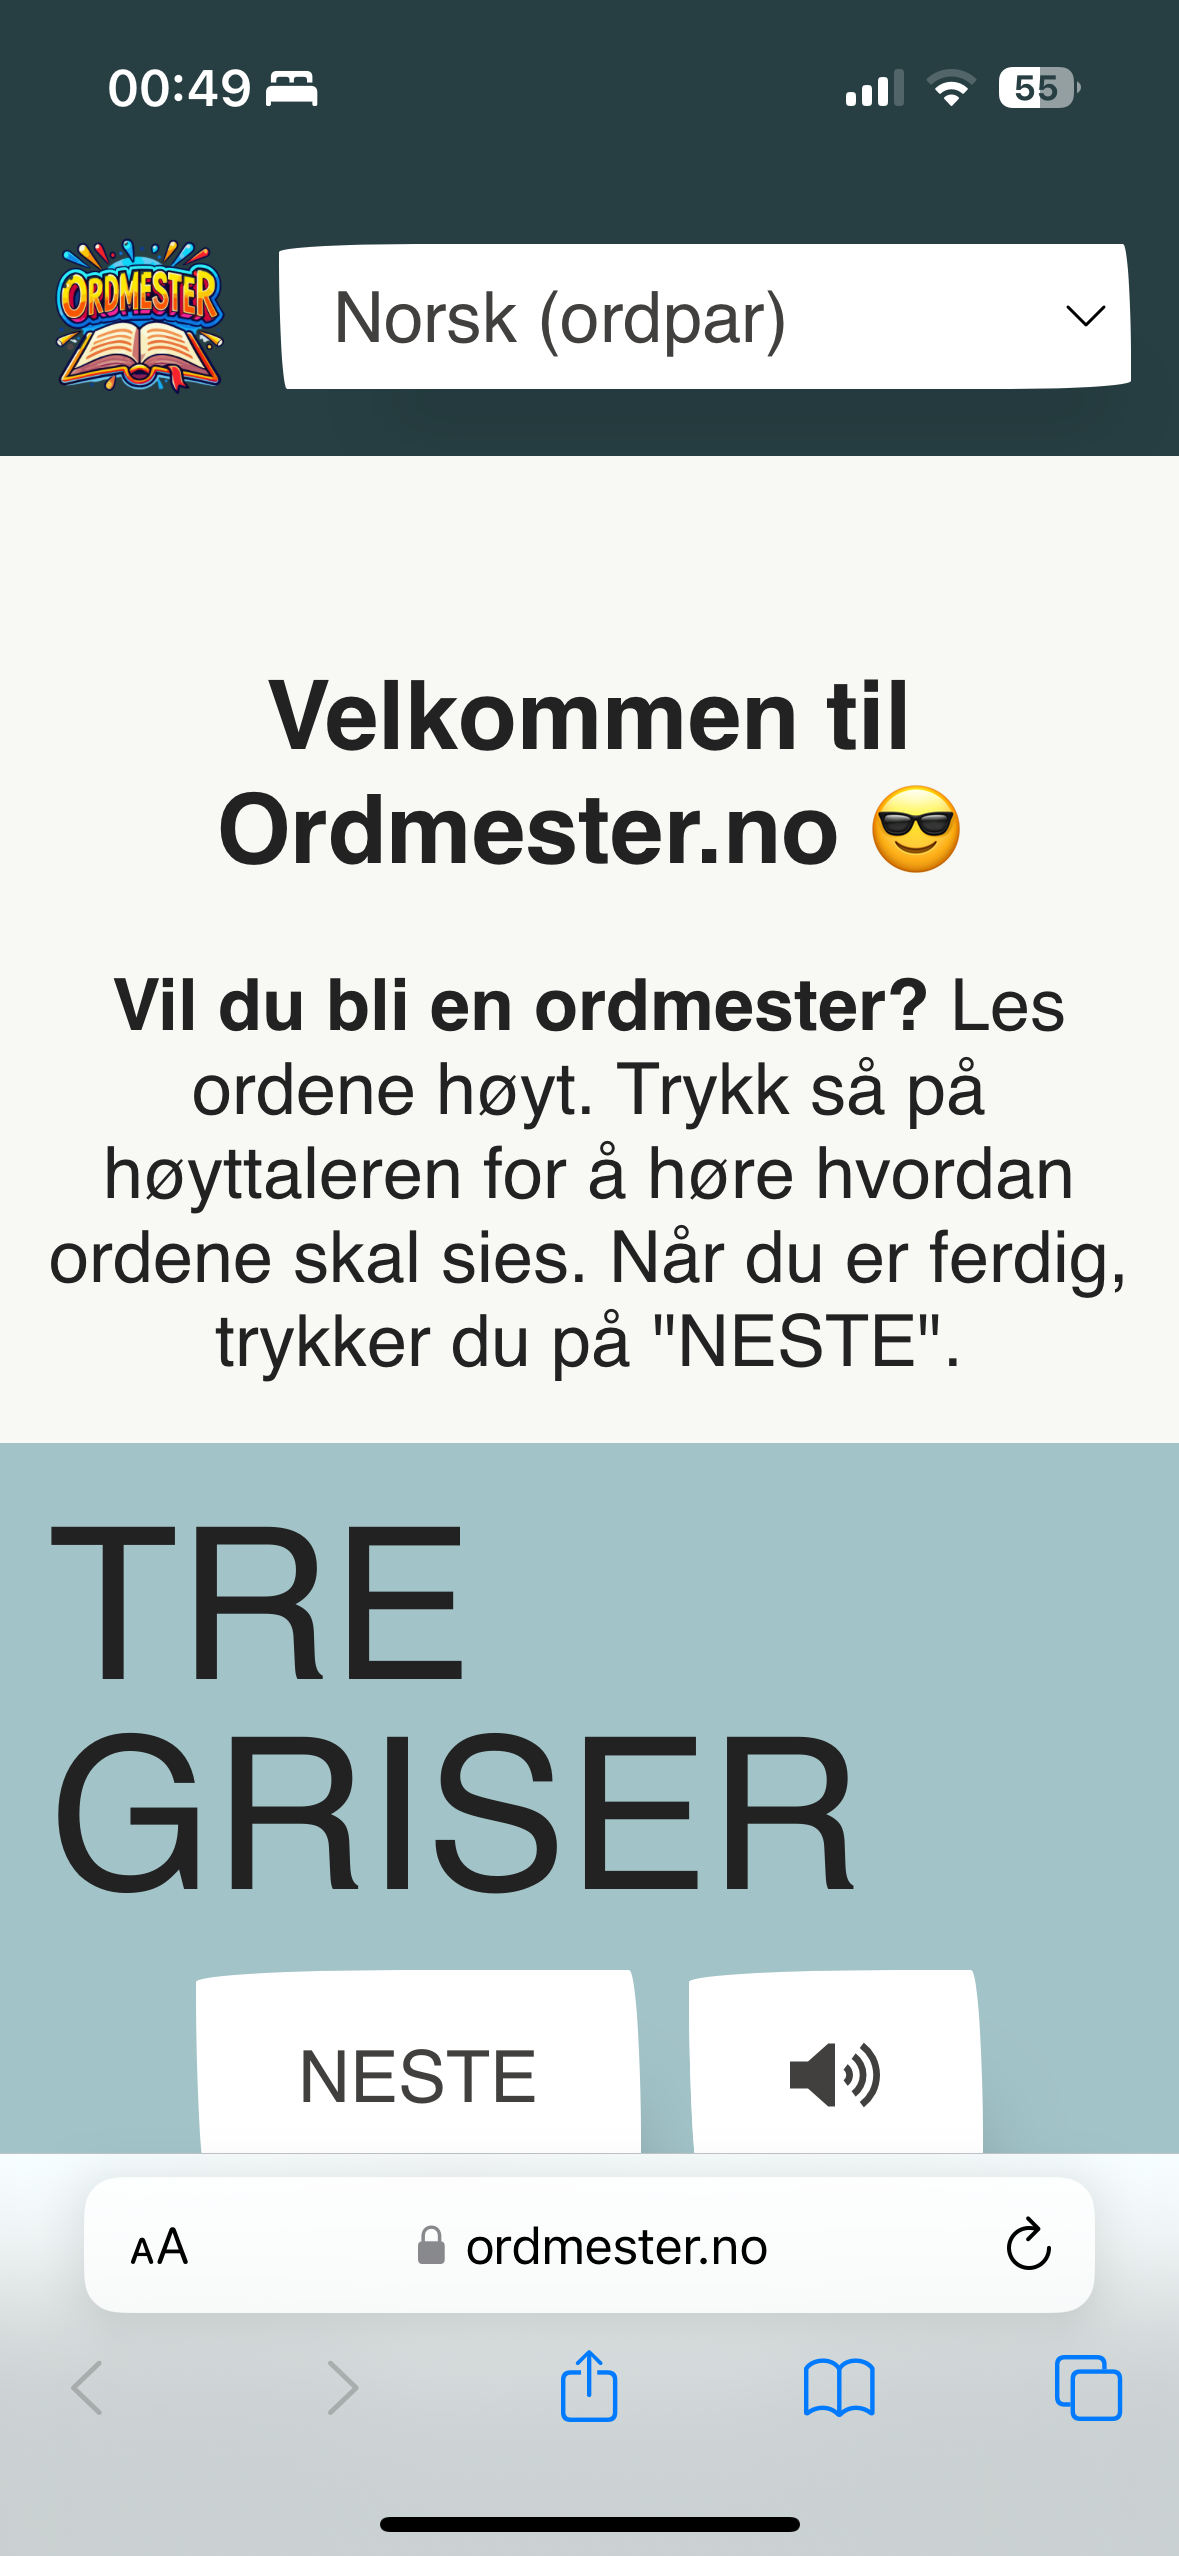 00:49
55
ORDMESTER
Norsk (ordpar)
Velkommen til
Ordmester.no 😎
Vil du bli en ordmester? Les
ordene høyt. Trykk så på
høyttaleren for å høre hvordan
ordene skal sies. Når du er ferdig,
trykker du på "NESTE".
TRE
GRISER
NESTE
AA
ordmester.no